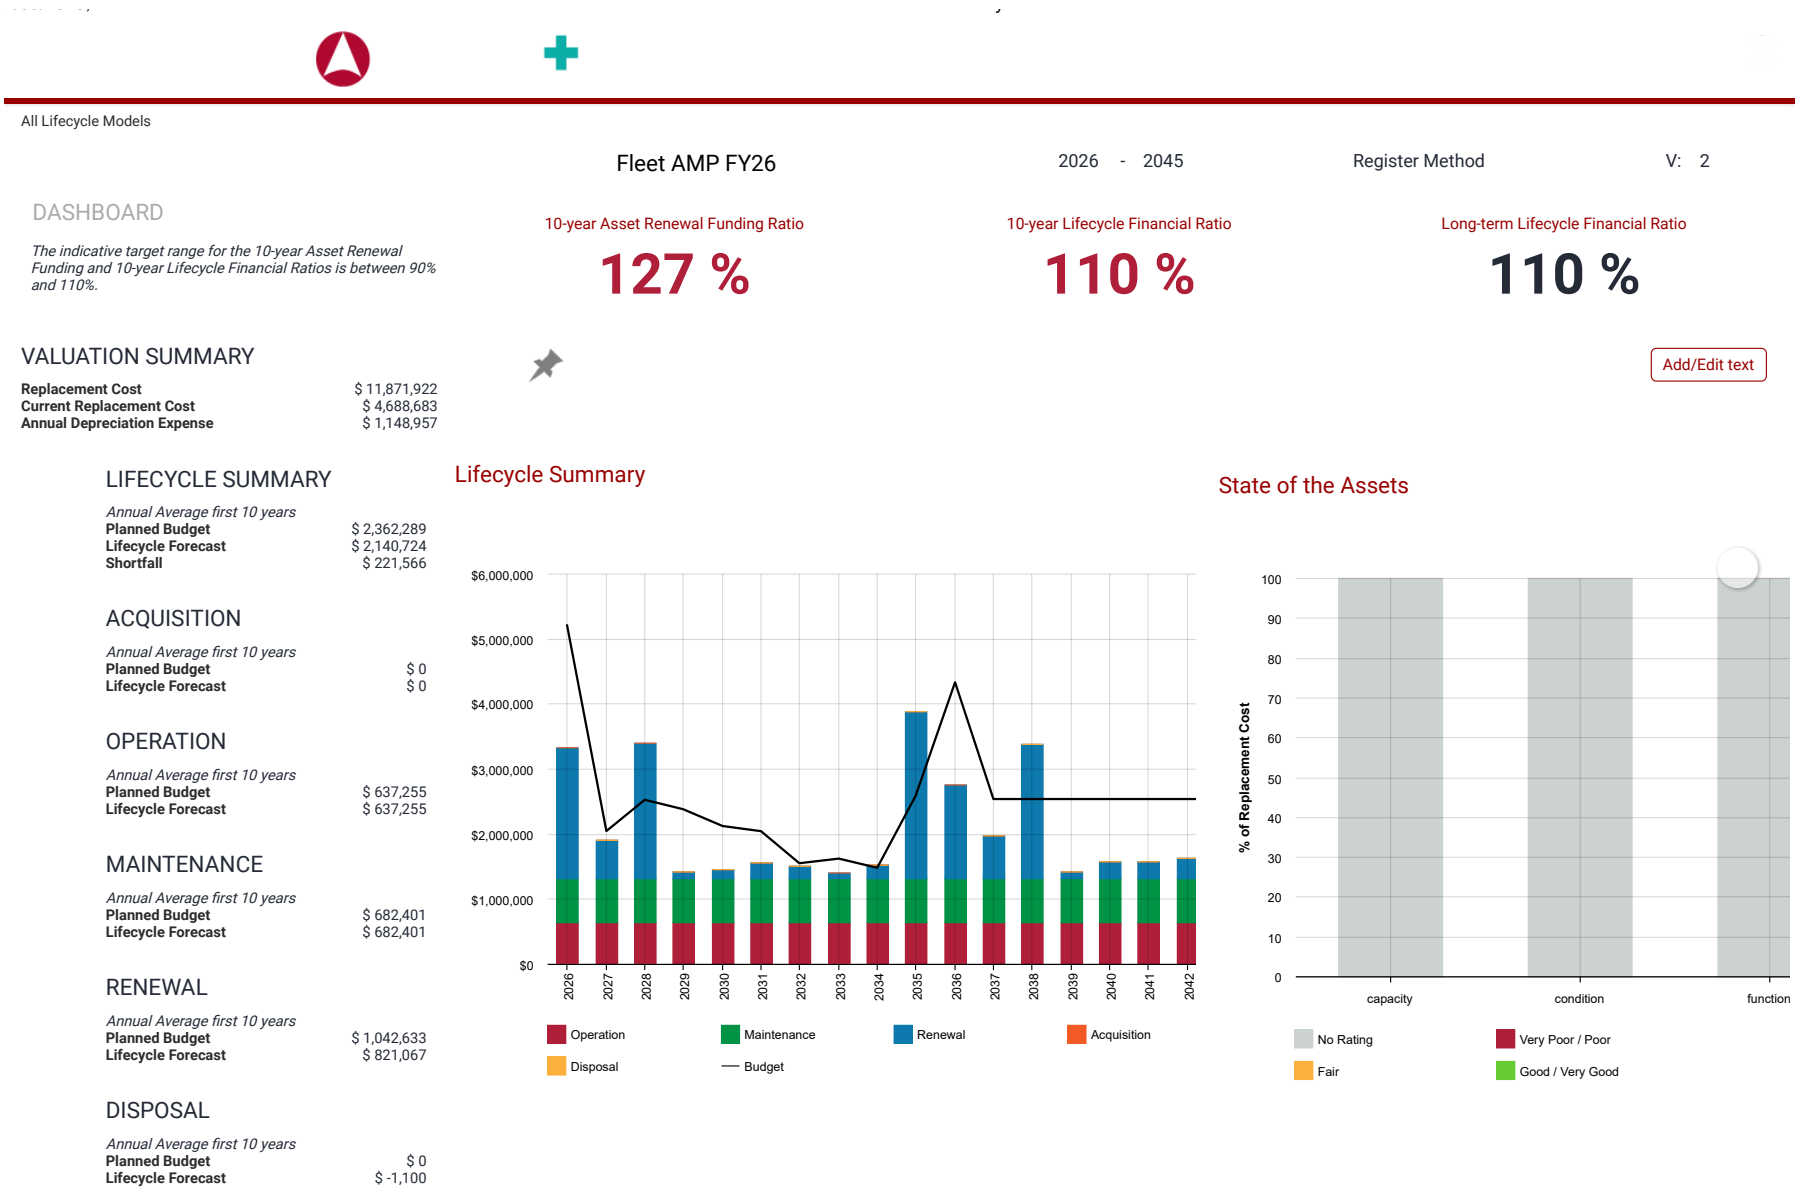 All Lifecycle Models
Fleet AMP FY26
2026 - 2045
Register Method
V: 2
DASHBOARD
The indicative target range for the 10-year Asset Renewal
Funding and 10-year Lifecycle Financial Ratios is between 90%
and 110%.
10-year Asset Renewal Funding Ratio
127 %
10-year Lifecycle Financial Ratio
110 %
Long-term Lifecycle Financial Ratio
110 %
VALUATION SUMMARY
Replacement Cost $ 11,871,922
Current Replacement Cost $ 4,688,683
Annual Depreciation Expense $ 1,148,957
Add/Edit text
LIFECYCLE SUMMARY
Annual Average first 10 years
Planned Budget $ 2,362,289
Lifecycle Forecast $ 2,140,724
Shortfall $ 221,566
ACQUISITION
Annual Average first 10 years
Planned Budget $ 0
Lifecycle Forecast $ 0
OPERATION
Annual Average first 10 years
Planned Budget $ 637,255
Lifecycle Forecast $ 637,255
MAINTENANCE
Annual Average first 10 years
Planned Budget $ 682,401
Lifecycle Forecast $ 682,401
RENEWAL
Annual Average first 10 years
Planned Budget $ 1,042,633
Lifecycle Forecast $ 821,067
DISPOSAL
Annual Average first 10 years
Planned Budget $ 0
Lifecycle Forecast $ -1,100
Lifecycle Summary
$6,000,000
$5,000,000
$4,000,000
$3,000,000
$2,000,000
$1,000,000
$0
2026 2027 2028 2029 2030 2031 2032 2033 2034 2035 2036 2037 2038 2039 2040 2041 2042
Operation Maintenance Renewal Acquisition
Disposal Budget
State of the Assets
% of Replacement Cost
100
90
80
70
60
50
40
30
20
10
0
capacity condition function
No Rating Very Poor / Poor
Fair Good / Very Good